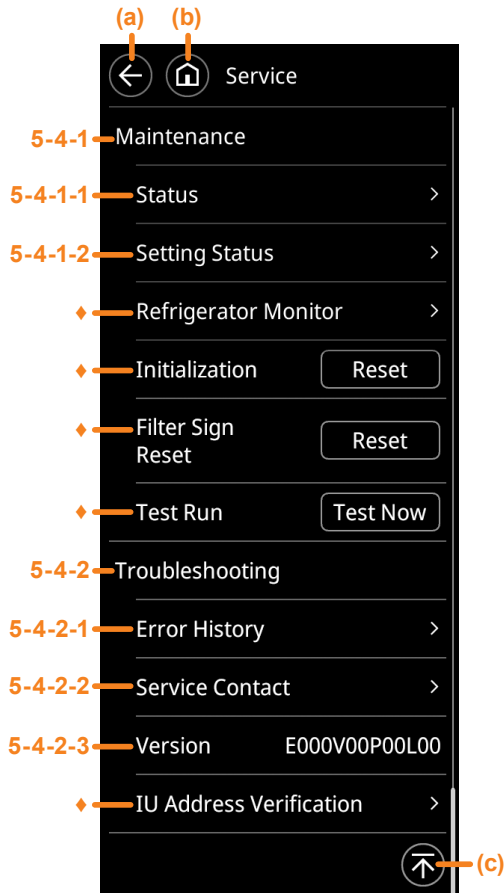 (a) (b)
Service
5-4-1 Maintenance
5-4-1-1 Status >
5-4-1-2 Setting Status >
♦ Refrigerator Monitor >
♦ Initialization Reset
♦ Filter Sign
Reset Reset
♦ Test Run Test Now
5-4-2 Troubleshooting
5-4-2-1 Error History >
5-4-2-2 Service Contact >
5-4-2-3 Version E000V00P00L00
♦ IU Address Verification >
(c)